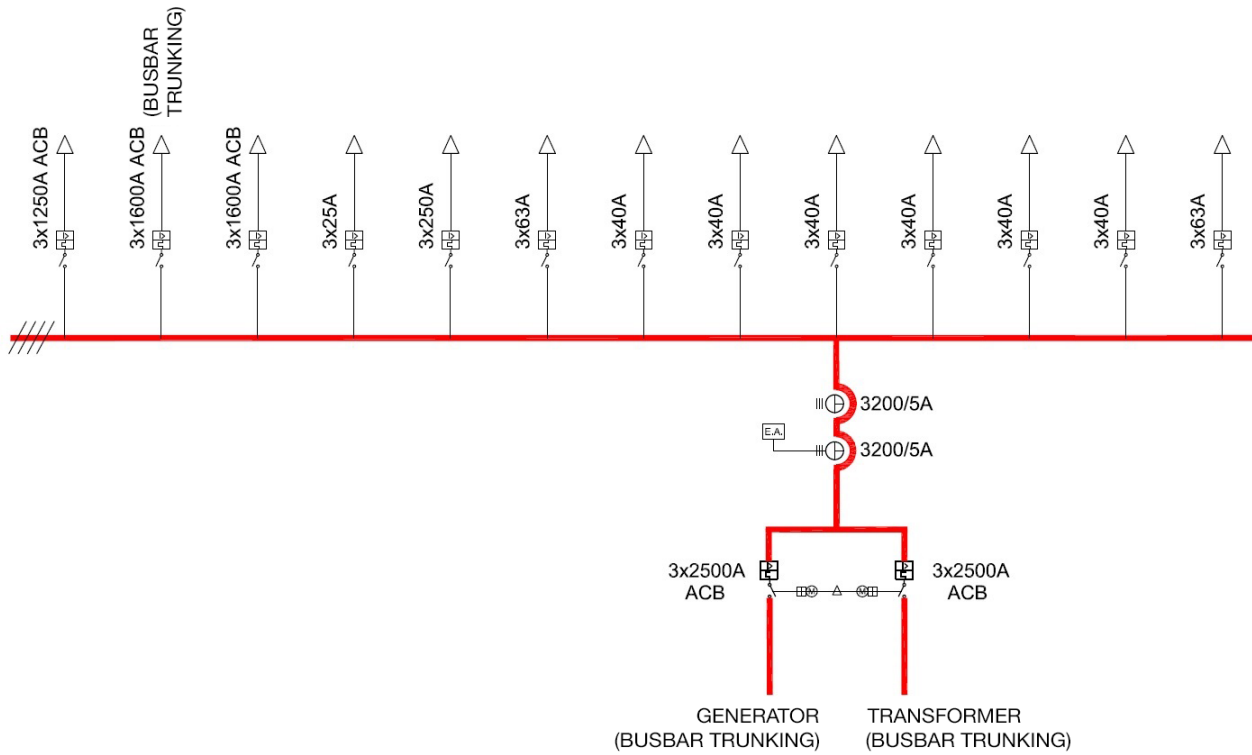 (BUSBAR
TRUNKING)
3x1250A ACB
3x1600A ACB
3x1600A ACB
3x25A
3x250A
3x63A
3x40A
3x40A
3x40A
3x40A
3x40A
3x40A
3x63A
3200/5A
E.A.
3200/5A
3x2500A
ACB
M
M
3x2500A
ACB
GENERATOR
(BUSBAR TRUNKING)
TRANSFORMER
(BUSBAR TRUNKING)